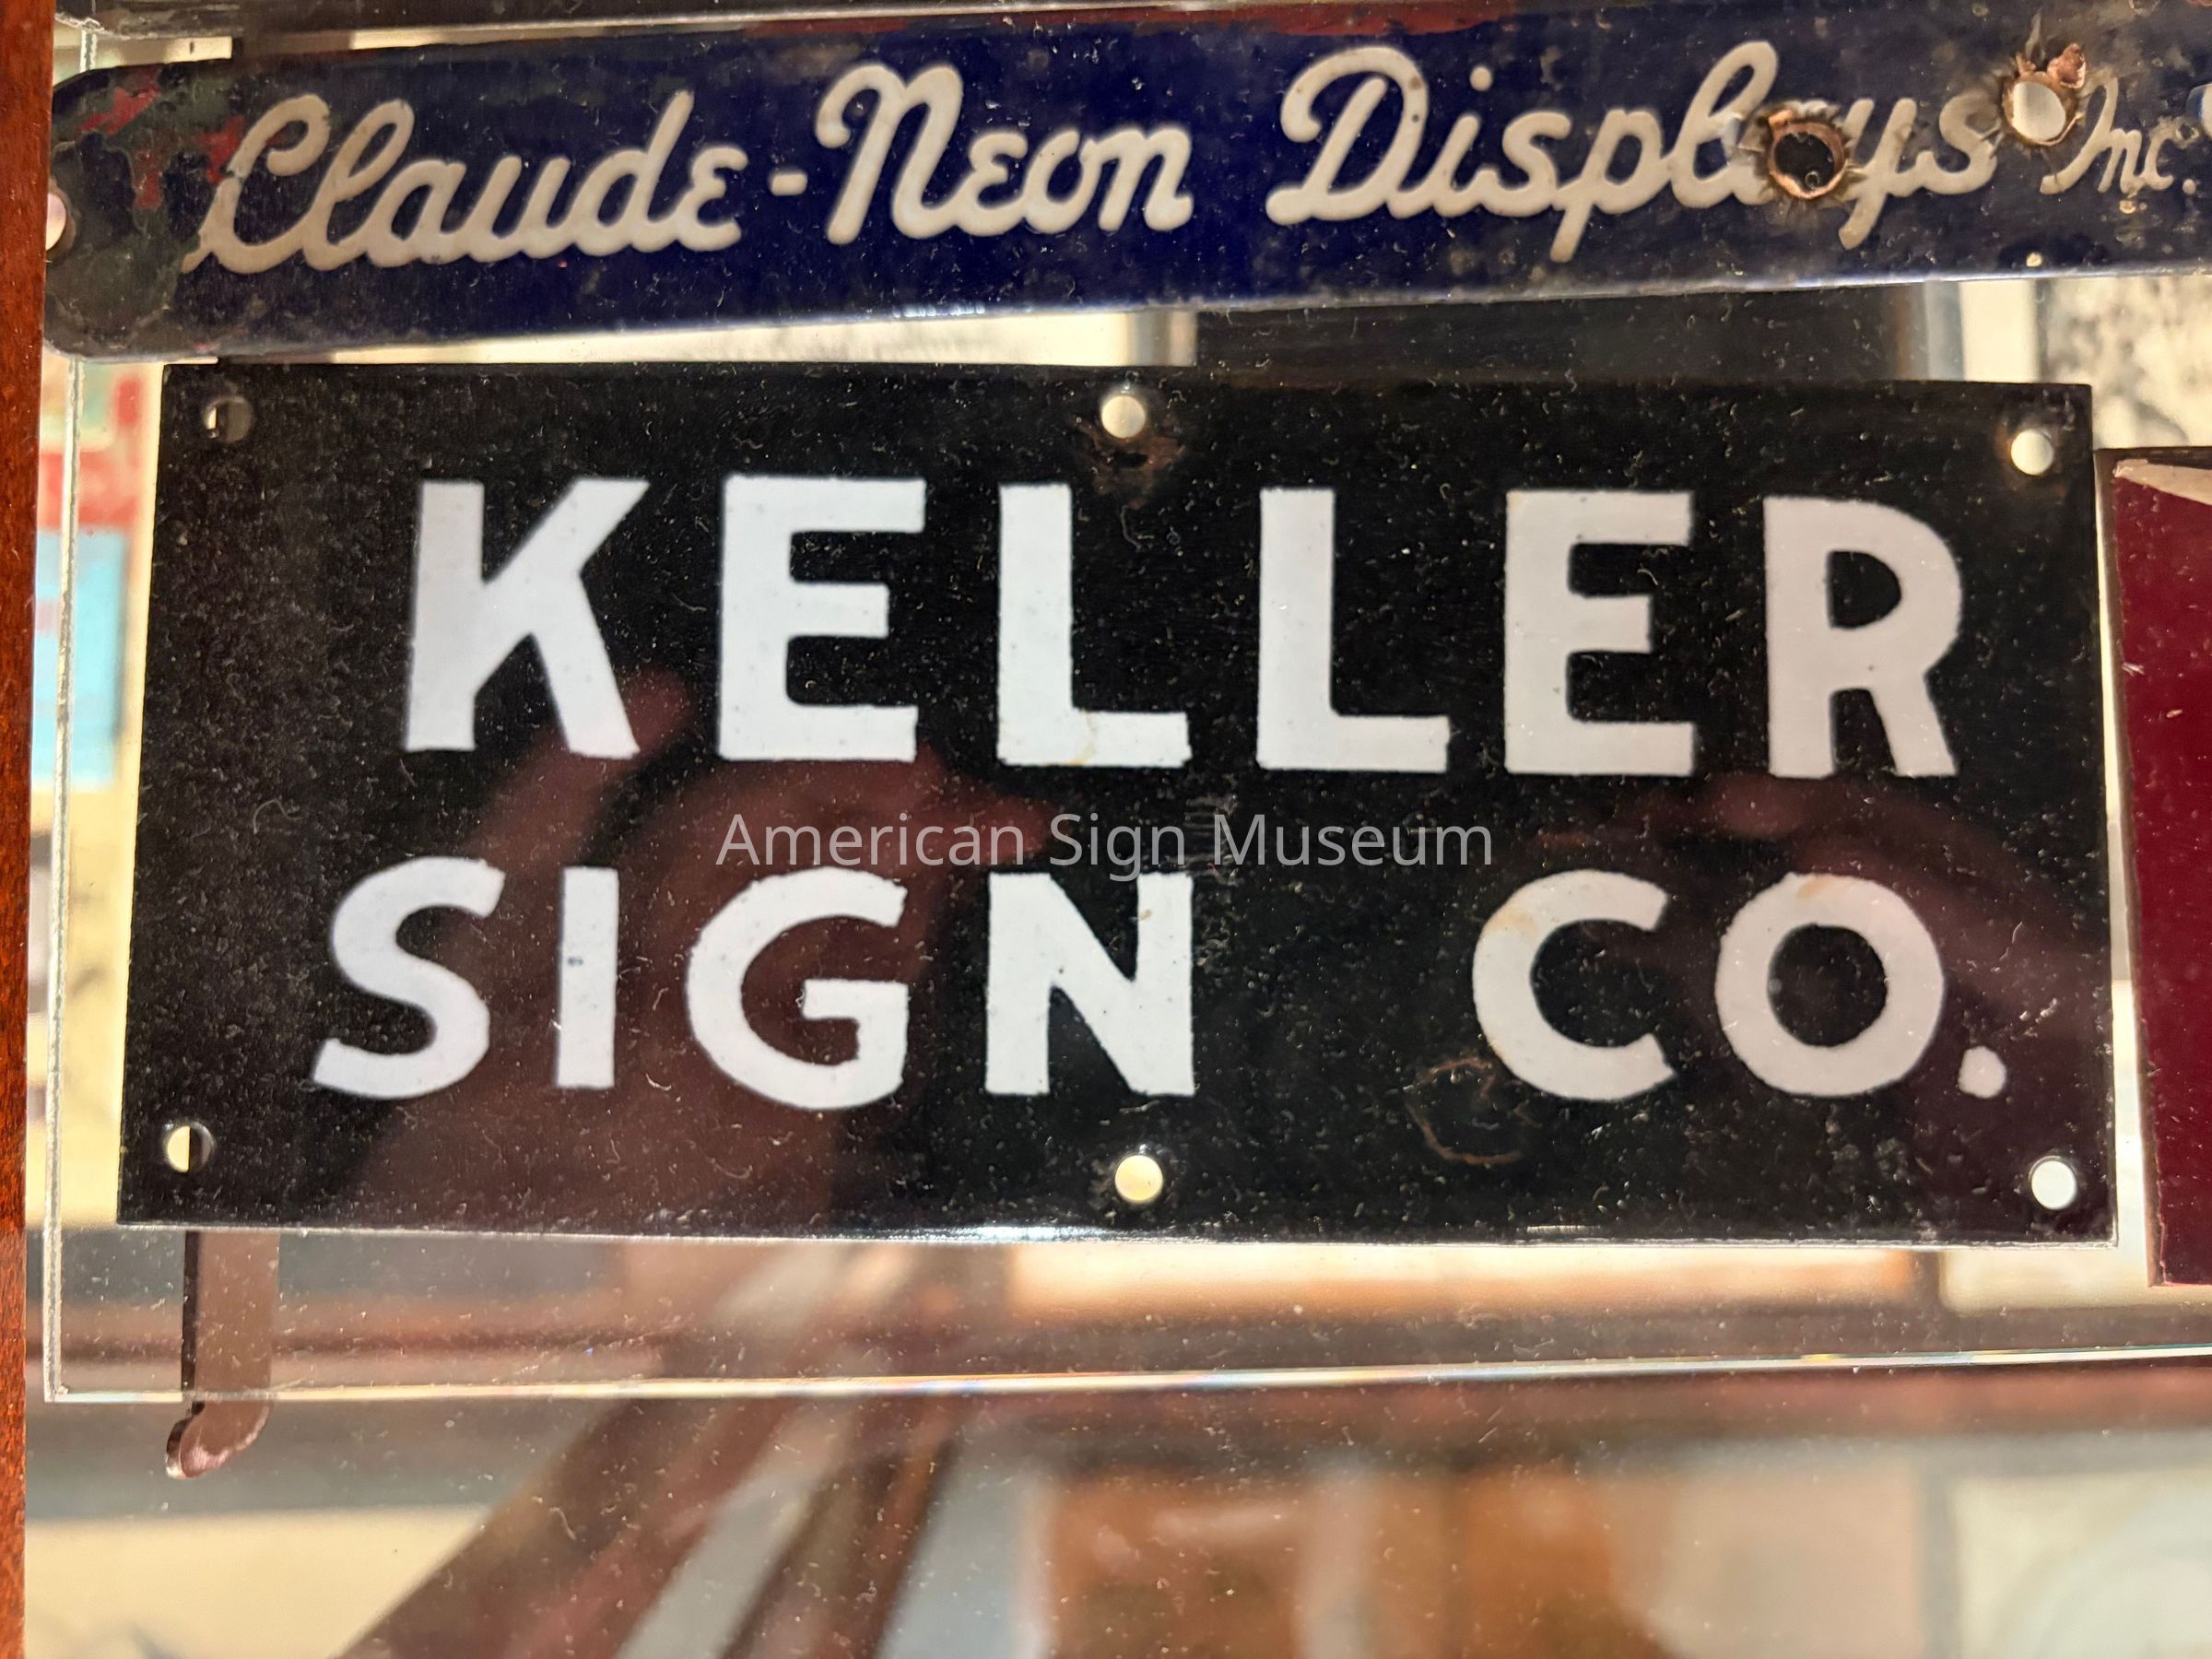 Claude-Neon Displays Inc.
KELLER
American Sign Museum
SIGN CO.